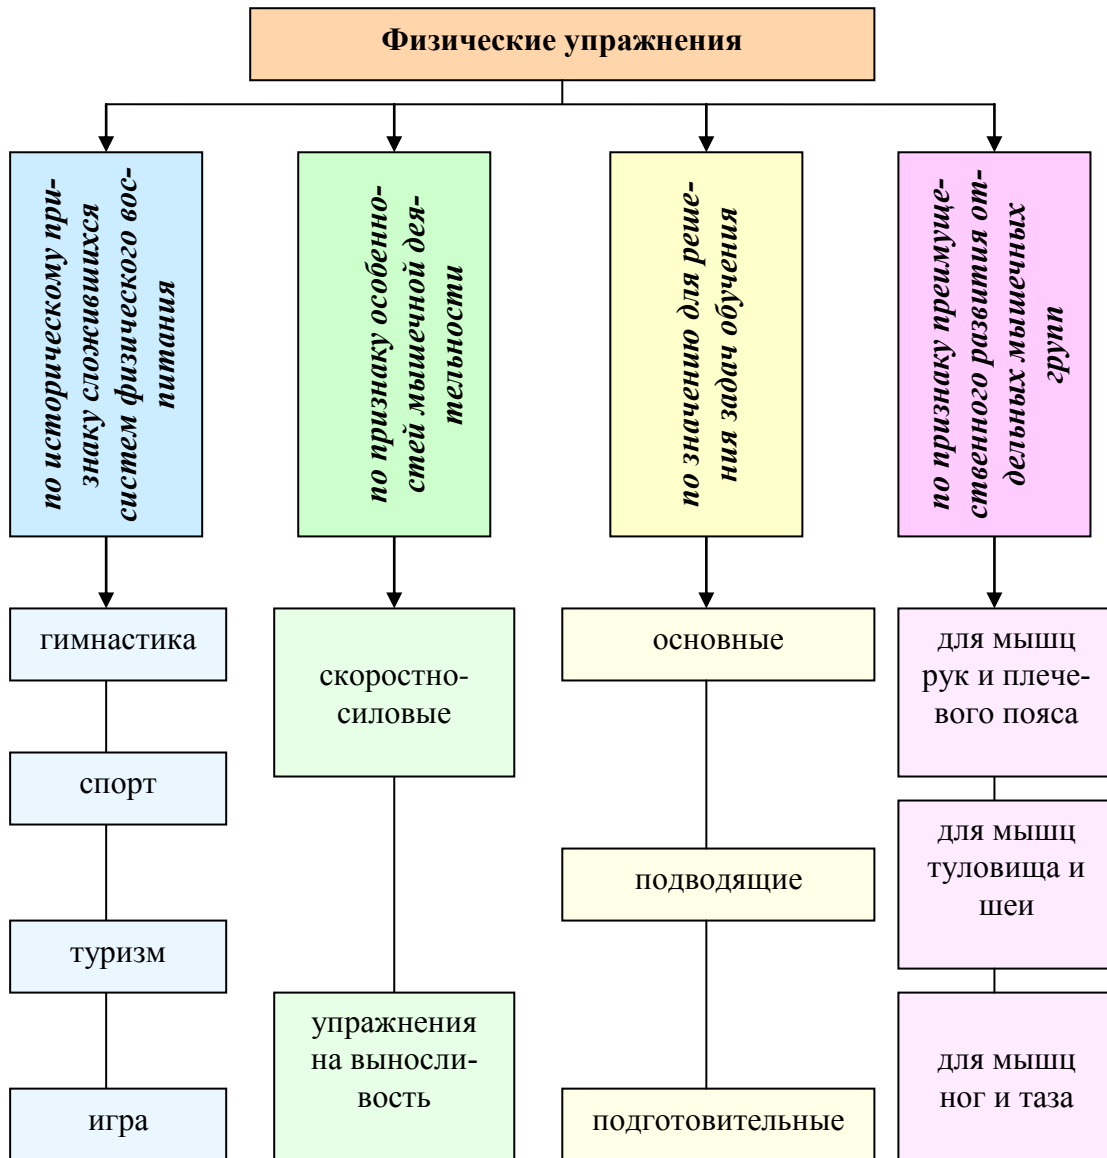 Физические упражнения
по историческому при-
знаку сложившихся
систем физического вос-
питания
по признаку особенно-
стей мышечной дея-
тельности
по значению для реше-
ния задач обучения
по признаку преимуще-
ственного развития от-
дельных мышечных
групп
гимнастика
спорт
туризм
игра
скоростно-
силовые
упражнения
на выносли-
вость
основные
подводящие
подготовительные
для мышц
рук и плече-
вого пояса
для мышц
туловища и
шеи
для мышц
ног и таза